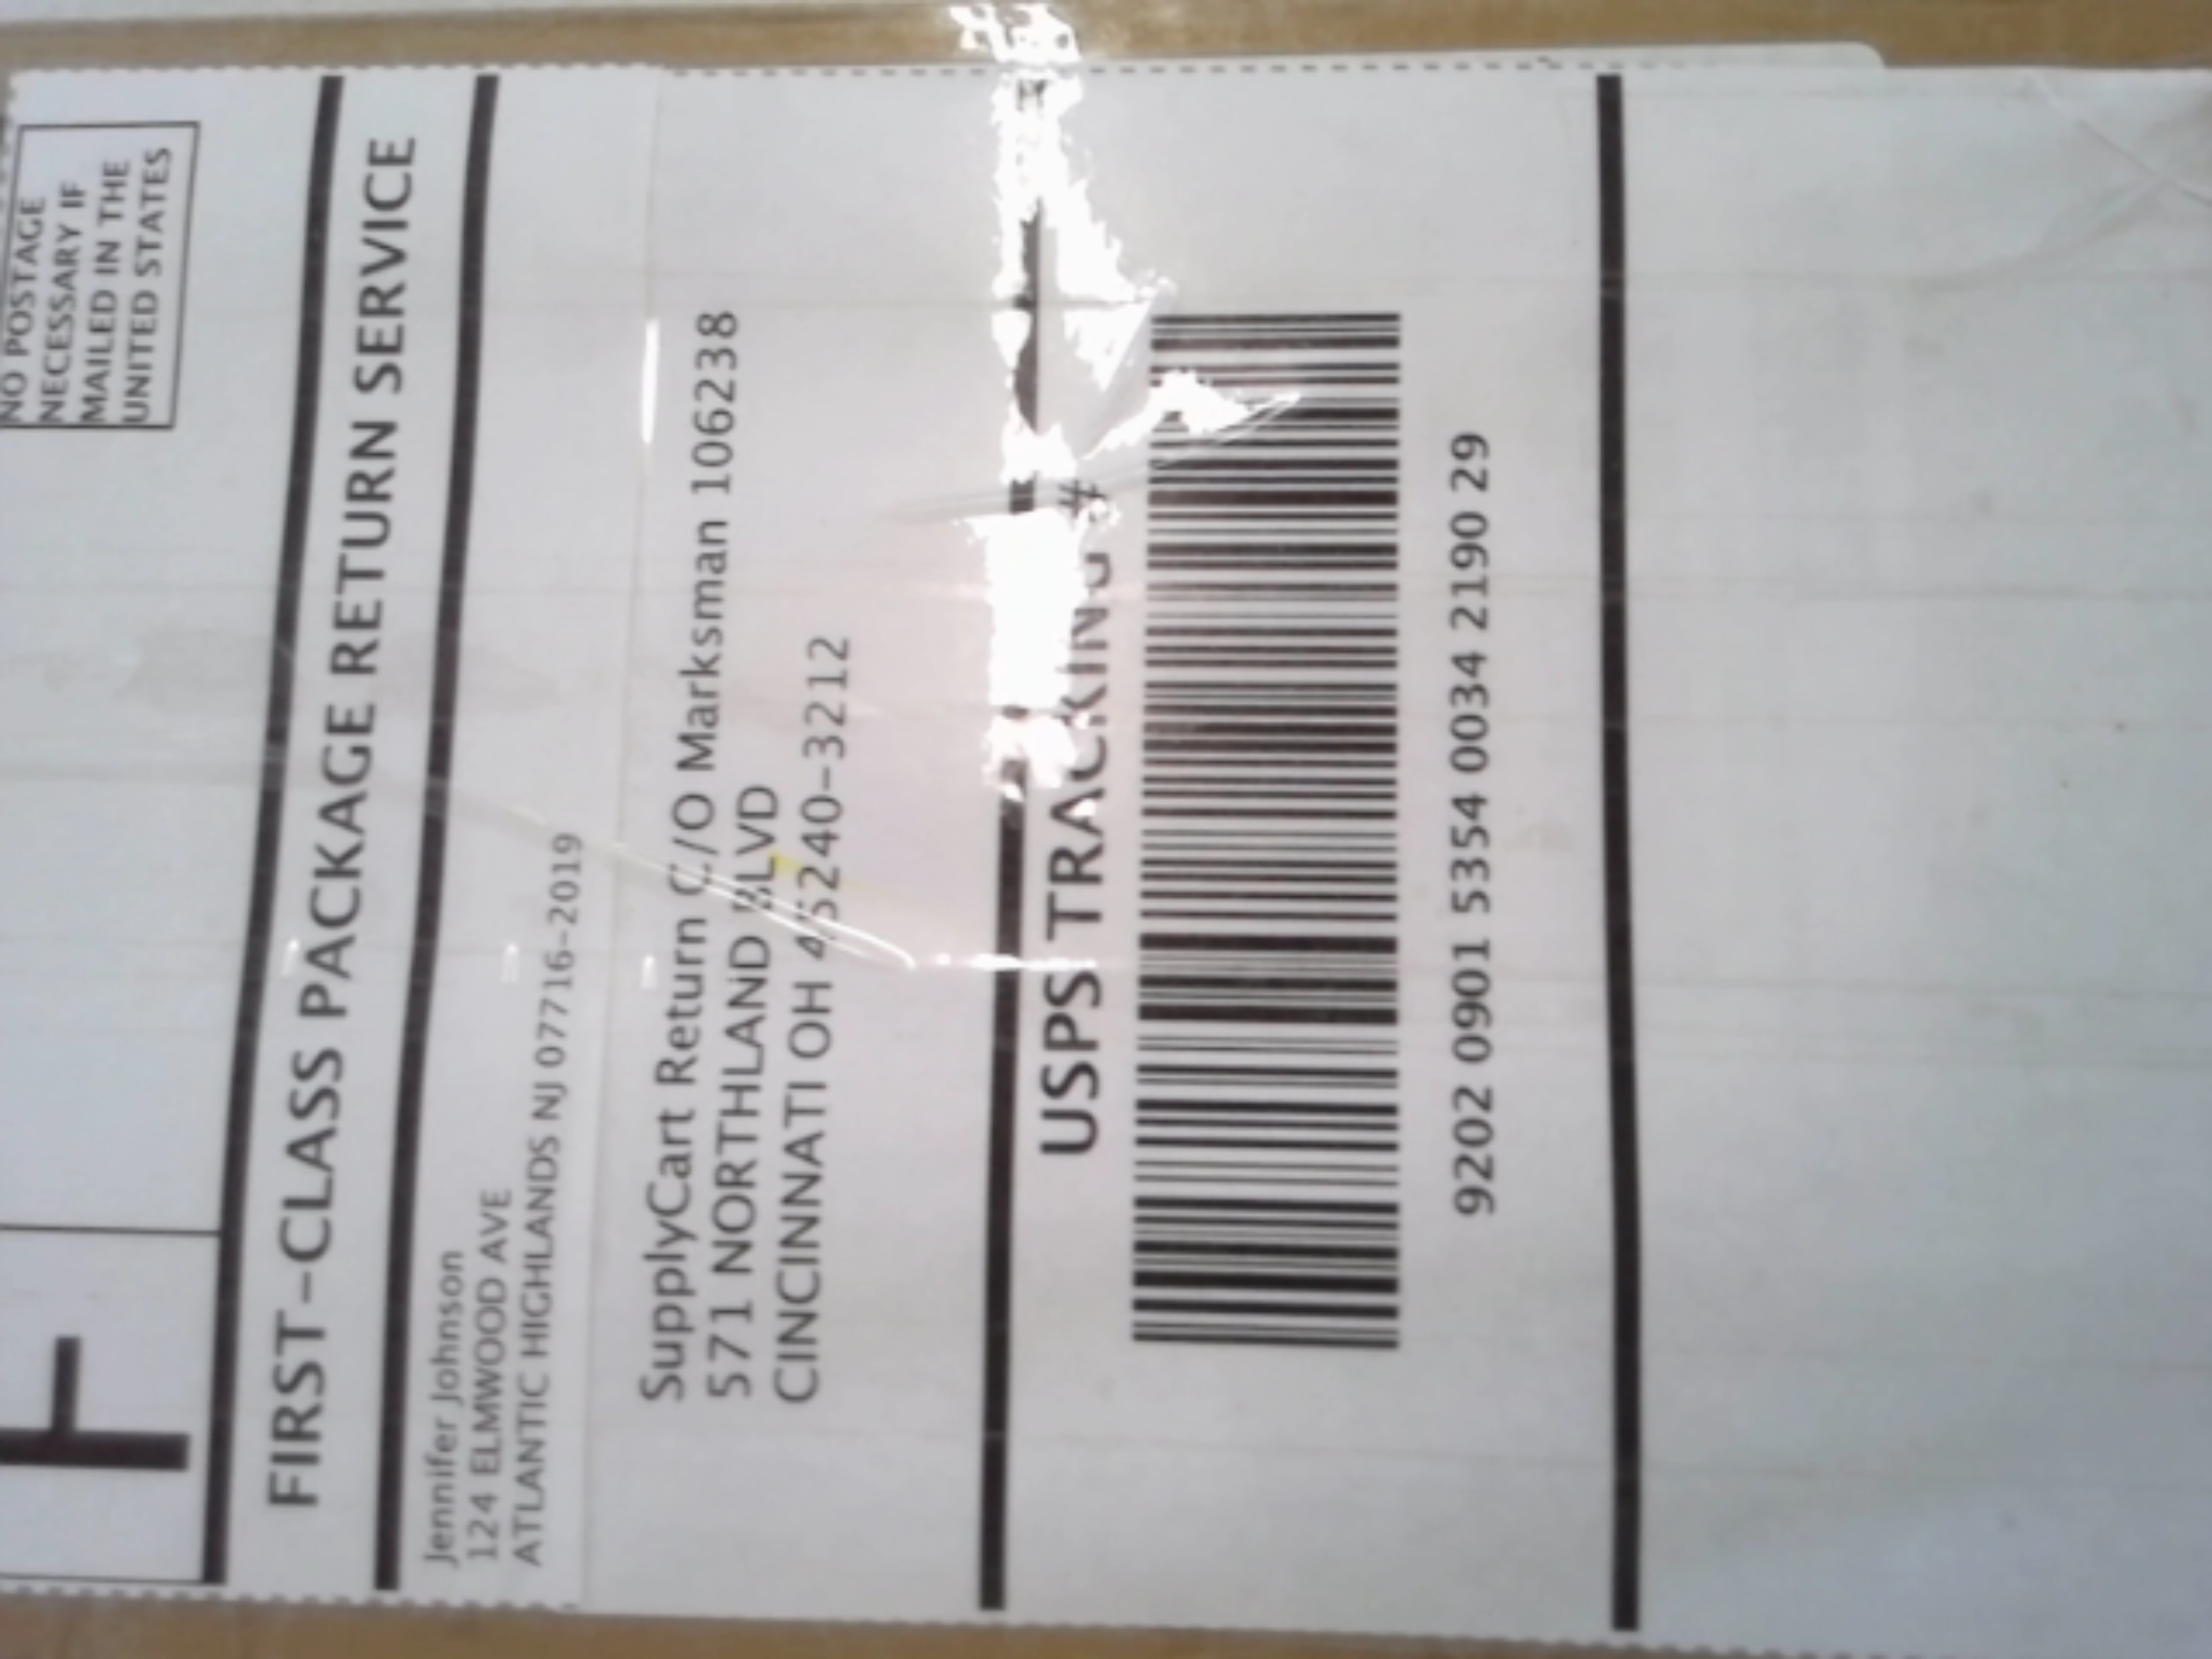 F
NO POSTAGE
NECESSARY IF
MAILED IN THE
UNITED STATES
FIRST-CLASS PACKAGE RETURN SERVICE
Jennifer Johnson
124 ELMWOOD AVE
ATLANTIC HIGHLANDS NJ 07716-2019
SupplyCart Return C/O Marksman 106238
571 NORTHLAND BLVD
CINCINNATI OH 45240-3212
USPS TRACKING #
9202 0901 5354 0034 2190 29